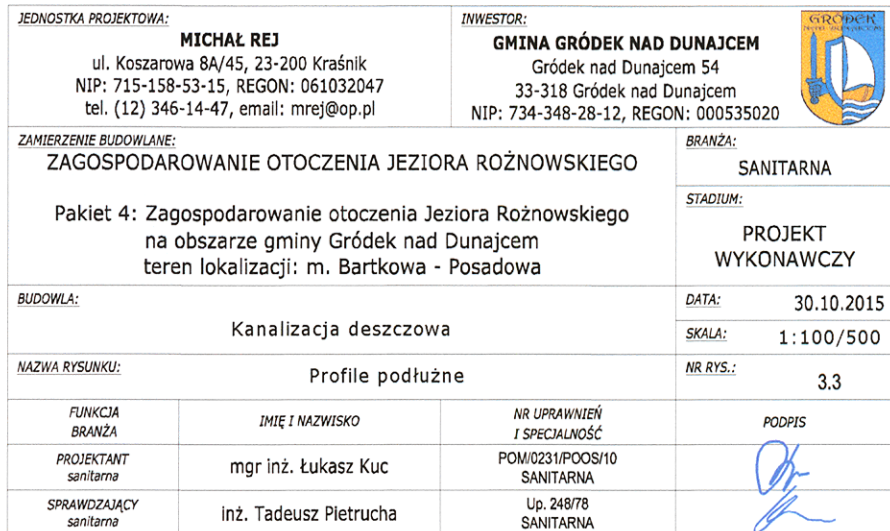 JEDNOSTKA PROJEKTOWA:
MICHAŁ REJ
ul. Koszarowa 8A/45, 23-200 Kraśnik
NIP: 715-158-53-15, REGON: 061032047
tel. (12) 346-14-47, email: mrej@op.pl
INWESTOR:
GMINA GRÓDEK NAD DUNAJCEM
Gródek nad Dunajcem 54
33-318 Gródek nad Dunajcem
NIP: 734-348-28-12, REGON: 000535020
GRÓDEK
ZAMIERZENIE BUDOWLANE:
ZAGOSPODAROWANIE OTOCZENIA JEZIORA ROŻNOWSKIEGO
Pakiet 4: Zagospodarowanie otoczenia Jeziora Rożnowskiego
na obszarze gminy Gródek nad Dunajcem
teren lokalizacji: m. Bartkowa - Posadowa
BRANŻA:
SANITARNA
STADIUM:
PROJEKT
WYKONAWCZY
BUDOWLA:
Kanalizacja deszczowa
DATA: 30.10.2015
SKALA: 1:100/500
NAZWA RYSUNKU:
Profile podłużne
NR RYS.:
3.3
FUNKCJA
BRANŻA
IMIĘ I NAZWISKO
NR UPRAWNIEŃ
I SPECJALNOŚĆ
PODPIS
PROJEKTANT
sanitarna
mgr inż. Łukasz Kuc
POM/0231/POOS/10
SANITARNA
SPRAWDZAJĄCY
sanitarna
inż. Tadeusz Pietrucha
Up. 248/78
SANITARNA